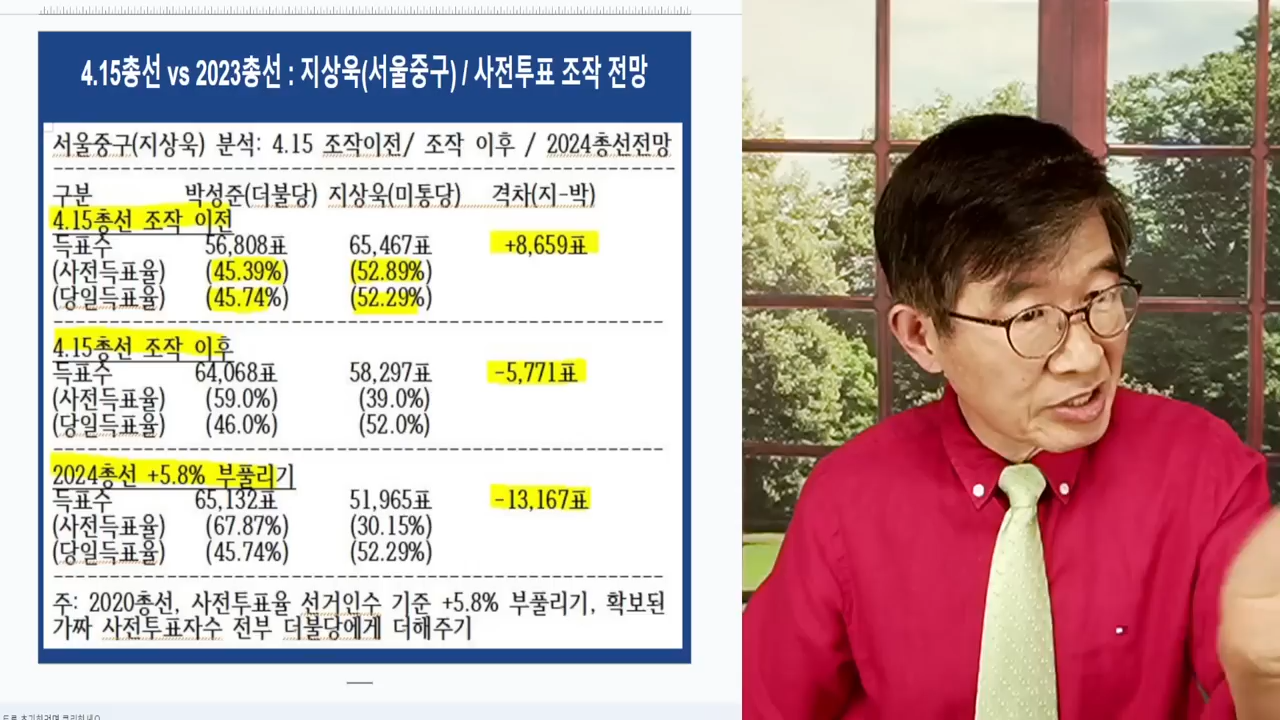 4.15총선 vs 2023총선 : 지상욱(서울중구) / 사전투표 조작 전망
서울중구(지상욱) 분석: 4.15 조작이전/ 조작 이후 / 2024총선전망
구분 박성준(더불당) 지상욱(미통당) 격차(지-박)
4.15총선 조작 이전
득표수 56,808표 65,467표 +8,659표
(사전득표율) (45.39%) (52.89%)
(당일득표율) (45.74%) (52.29%)
4.15총선 조작 이후
득표수 64,068표 58,297표 -5,771표
(사전득표율) (59.0%) (39.0%)
(당일득표율) (46.0%) (52.0%)
2024총선 +5.8% 부풀리기
득표수 65,132표 51,965표 -13,167표
(사전득표율) (67.87%) (30.15%)
(당일득표율) (45.74%) (52.29%)
주: 2020총선, 사전투표율 선거인수 기준 +5.8% 부풀리기, 확보된
가짜 사전투표자수 전부 더불당에게 더해주기